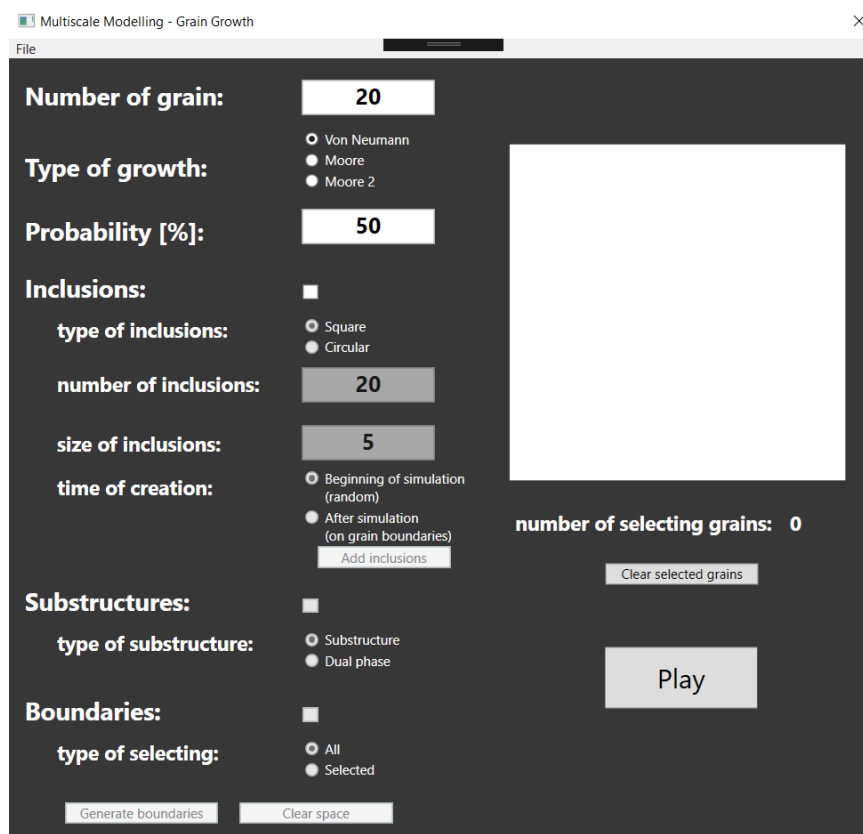 Multiscale Modelling - Grain Growth
File
Number of grain:
20
Type of growth:
Von Neumann
Moore
Moore 2
Probability [%]:
50
Inclusions:
type of inclusions:
Square
Circular
number of inclusions:
20
size of inclusions:
5
time of creation:
Beginning of simulation
(random)
After simulation
(on grain boundaries)
Add inclusions
number of selecting grains: 0
Clear selected grains
Substructures:
type of substructure:
Substructure
Dual phase
Play
Boundaries:
type of selecting:
All
Selected
Generate boundaries
Clear space